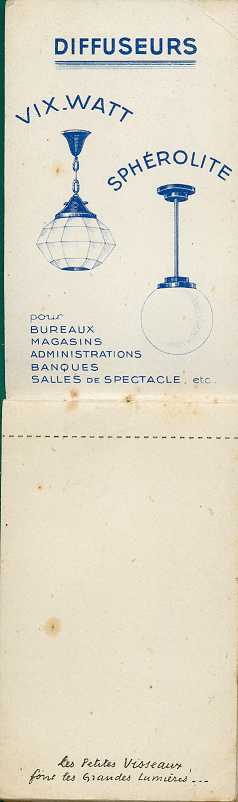 DIFFUSEURS
VIX-WATT
SPHÉROLITE
pour
BUREAUX
MAGASINS
ADMINISTRATIONS
BANQUES
SALLES DE SPECTACLE, etc..
Les Petites Visseaux
font les Grandes Lumières...